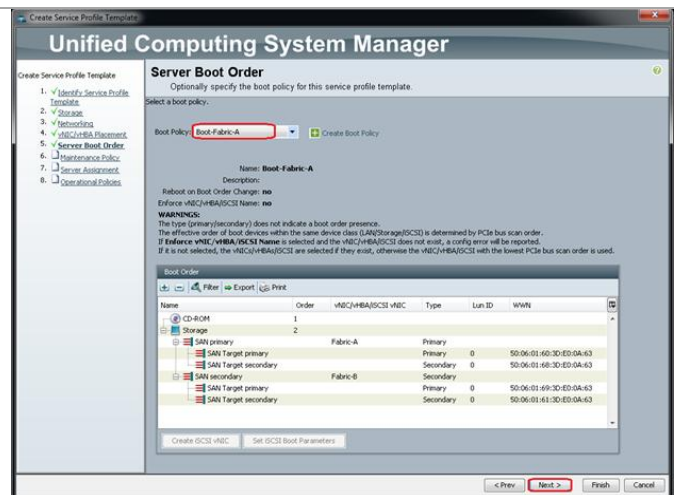 Create Service Profile Template
Unified Computing System Manager
Create Service Profile Template
1. Identify Service Profile
Template
2. Storage
3. Networking
4. vNIC/vHBA Placement
5. Server Boot Order
6. Maintenance Policy
7. Server Assignment
8. Operational Policies
Server Boot Order
Optionally specify the boot policy for this service profile template.
Select a boot policy.
Boot Policy: Boot-Fabric-A
Create Boot Policy
Name: Boot-Fabric-A
Description:
Reboot on Boot Order Change: no
Enforce vNIC/vHBA/iSCSI Name: no
WARNINGS:
The type (primary/secondary) does not indicate a boot order presence.
The effective order of boot devices within the same device class (LAN/Storage/iSCSI) is determined by PCIe bus scan order.
If Enforce vNIC/vHBA/iSCSI Name is selected and the vNIC/vHBA/iSCSI does not exist, a config error will be reported.
If it is not selected, the vNICs/vHBAs/iSCSI are selected if they exist, otherwise the vNIC/vHBA/iSCSI with the lowest PCIe bus scan order is used.
Boot Order
Filter Export Print
Name Order vNIC/vHBA/iSCSI vNIC Type Lun ID WWN
CD-ROM 1
Storage 2
SAN primary Fabric-A Primary
SAN Target primary Primary 0 50:06:01:60:3D:E0:0A:63
SAN Target secondary Secondary 0 50:06:01:68:3D:E0:0A:63
SAN secondary Fabric-B Secondary
SAN Target primary Primary 0 50:06:01:69:3D:E0:0A:63
SAN Target secondary Secondary 0 50:06:01:61:3D:E0:0A:63
Create iSCSI vNIC Set iSCSI Boot Parameters
< Prev Next > Finish Cancel